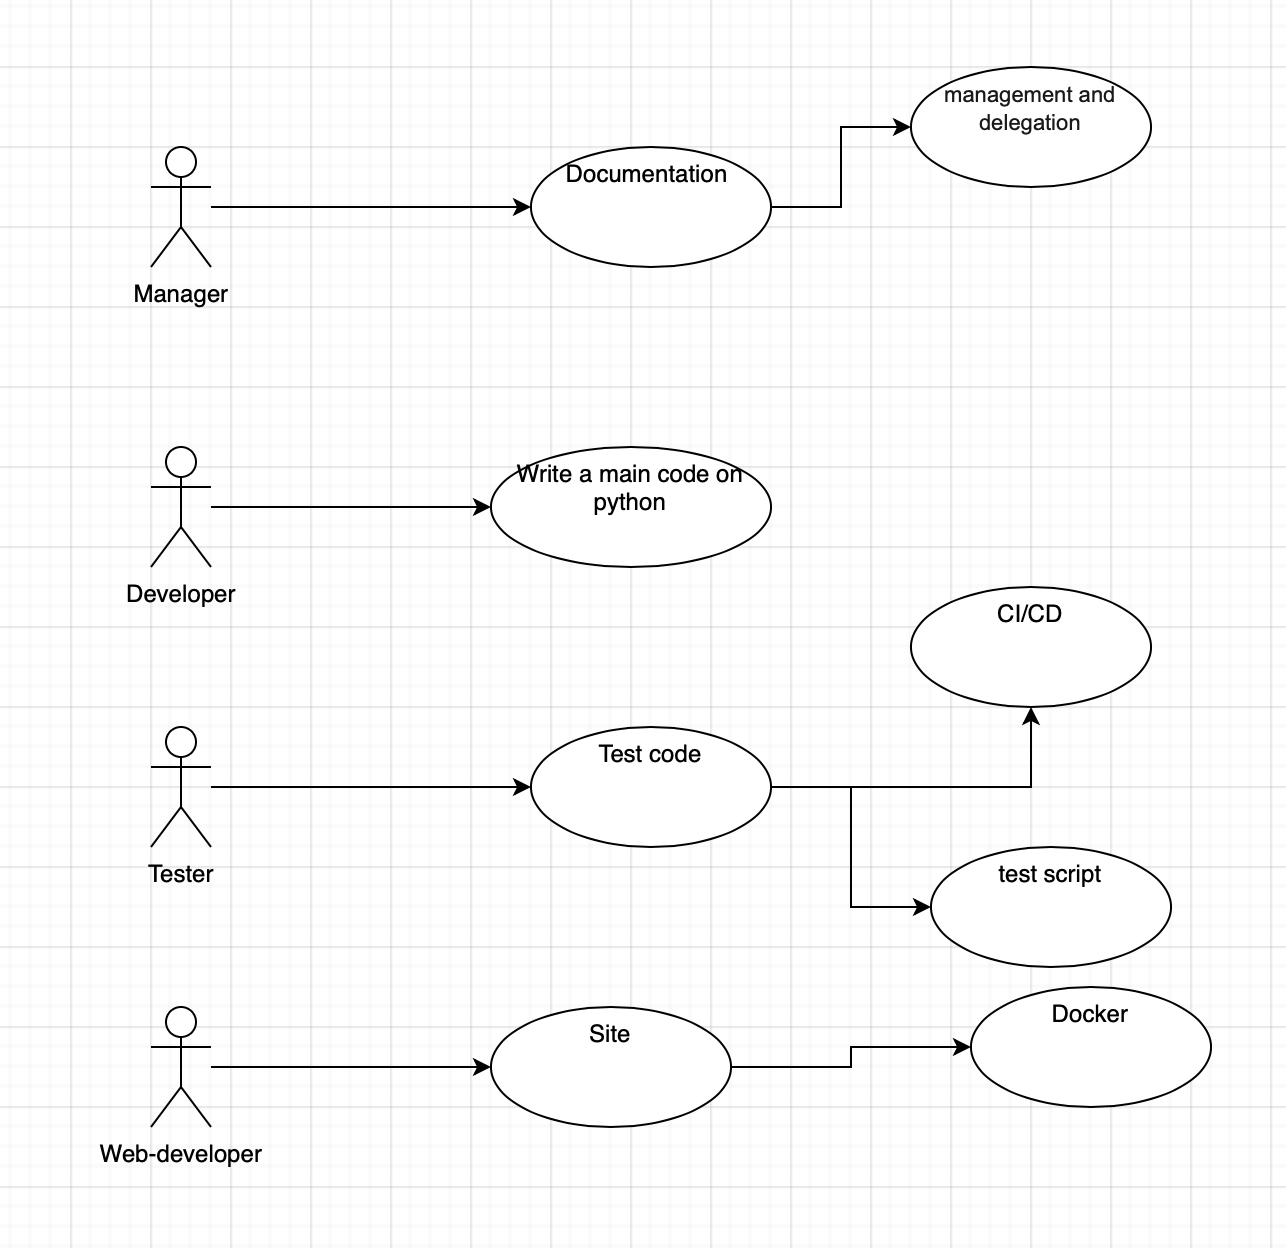 management and
delegation
Documentation
Manager
Write a main code on
python
Developer
CI/CD
Test code
Tester
test script
Docker
Site
Web-developer